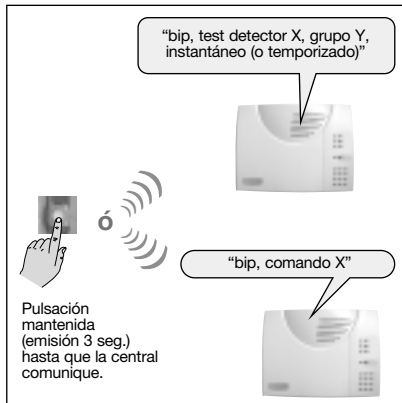 “bip, test detector X, grupo Y,
instantáneo (o temporizado)”
ó
“bip, comando X”
Pulsación
mantenida
(emisión 3 seg.)
hasta que la central
comunique.